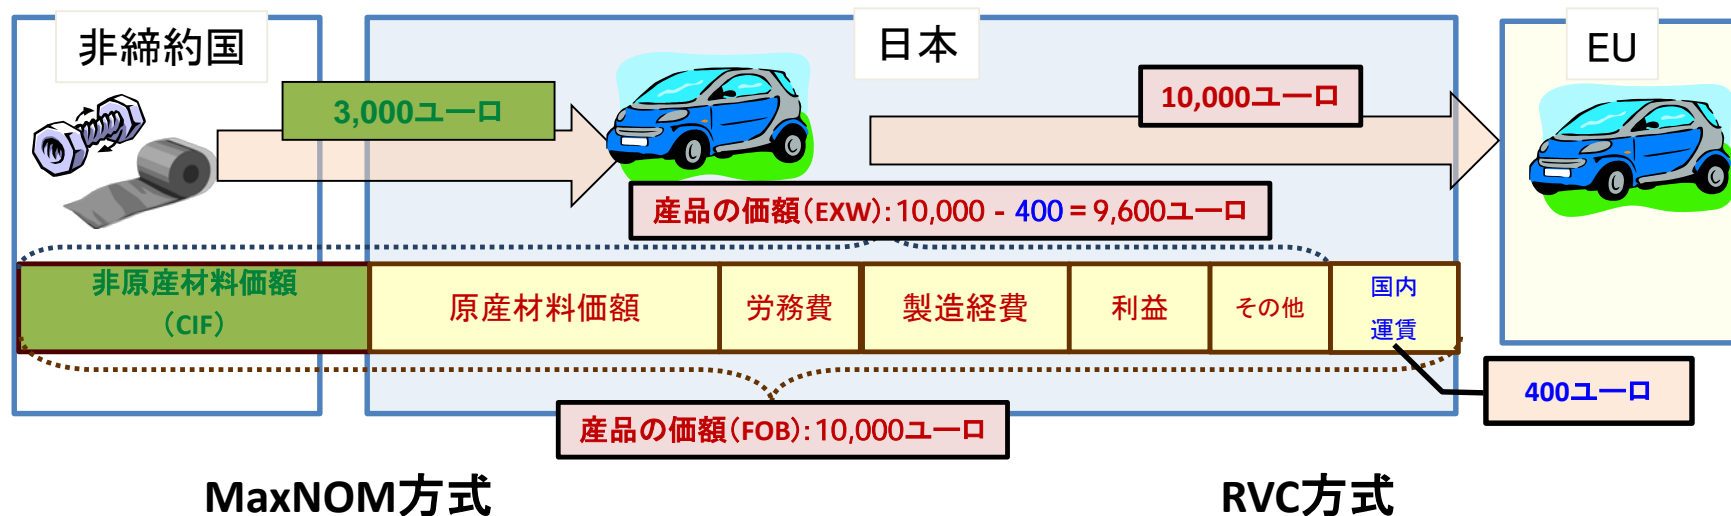 非締約国
日本
EU
3,000ユーロ
10,000ユーロ
産品の価額(EXW):10,000 - 400 = 9,600ユーロ
非原産材料価額
(CIF)
原産材料価額
労務費
製造経費
利益
その他
国内
運賃
400ユーロ
産品の価額(FOB):10,000ユーロ
MaxNOM方式
RVC方式